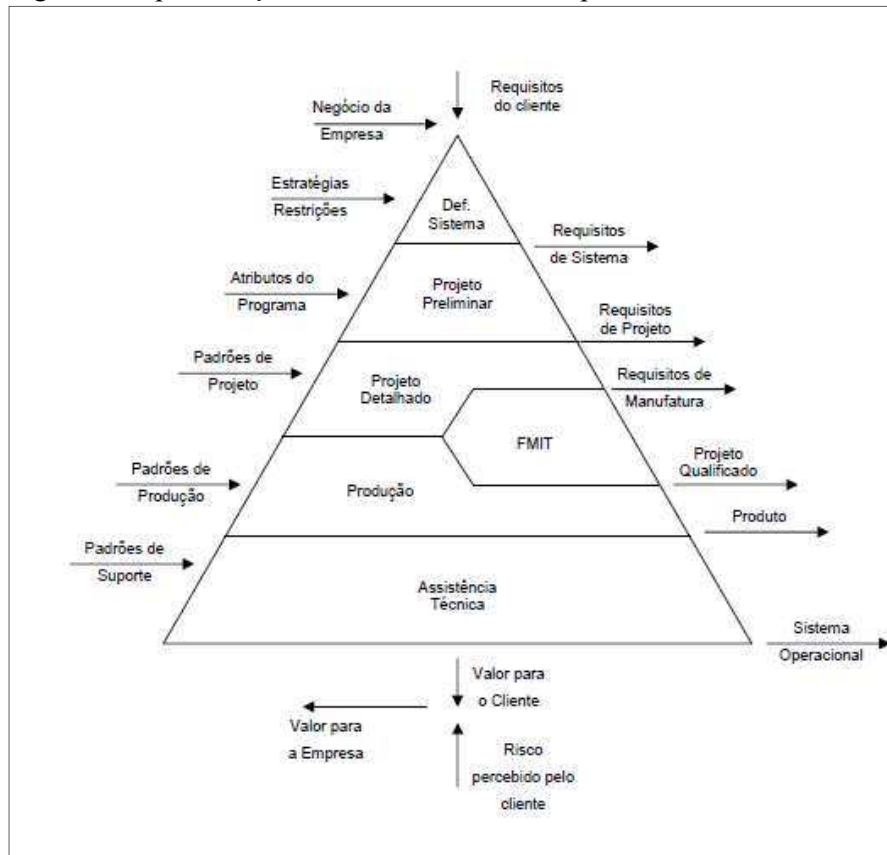 Requisitos
do cliente
Negócio da
Empresa
Estratégias
Restrições
Def.
Sistema
Requisitos
de Sistema
Atributos do
Programa
Projeto
Preliminar
Requisitos
de Projeto
Padrões de
Projeto
Projeto
Detalhado
Requisitos de
Manufatura
FMIT
Projeto
Qualificado
Padrões de
Produção
Produção
Produto
Padrões de
Suporte
Assistência
Técnica
Sistema
Operacional
Valor para
o Cliente
Valor para
a Empresa
Risco
percebido pelo
cliente